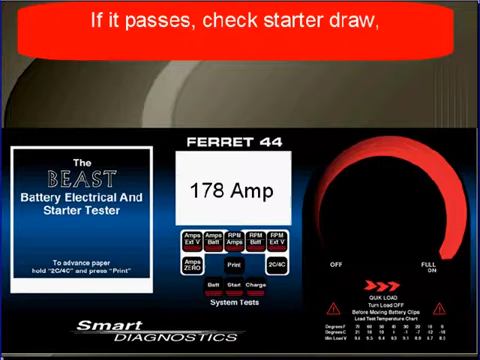 If it passes, check starter draw,
FERRET 44
The
BEAST
Battery Electrical And
Starter Tester
To advance paper
hold "2C/4C" and press "Print"
178 Amp
Amps
Ext V
Amps
Batt
RPM
Amps
RPM
Batt
RPM
Ext V
Amps
ZERO
Print
2C/4C
Batt
Start
Charge
System Tests
OFF
FULL
ON
QUIK LOAD
Turn Load OFF
Before Moving Battery Clips
Load Test Temperature Chart
Degrees F
Degrees C
Min Load V
Smart
DIAGNOSTICS